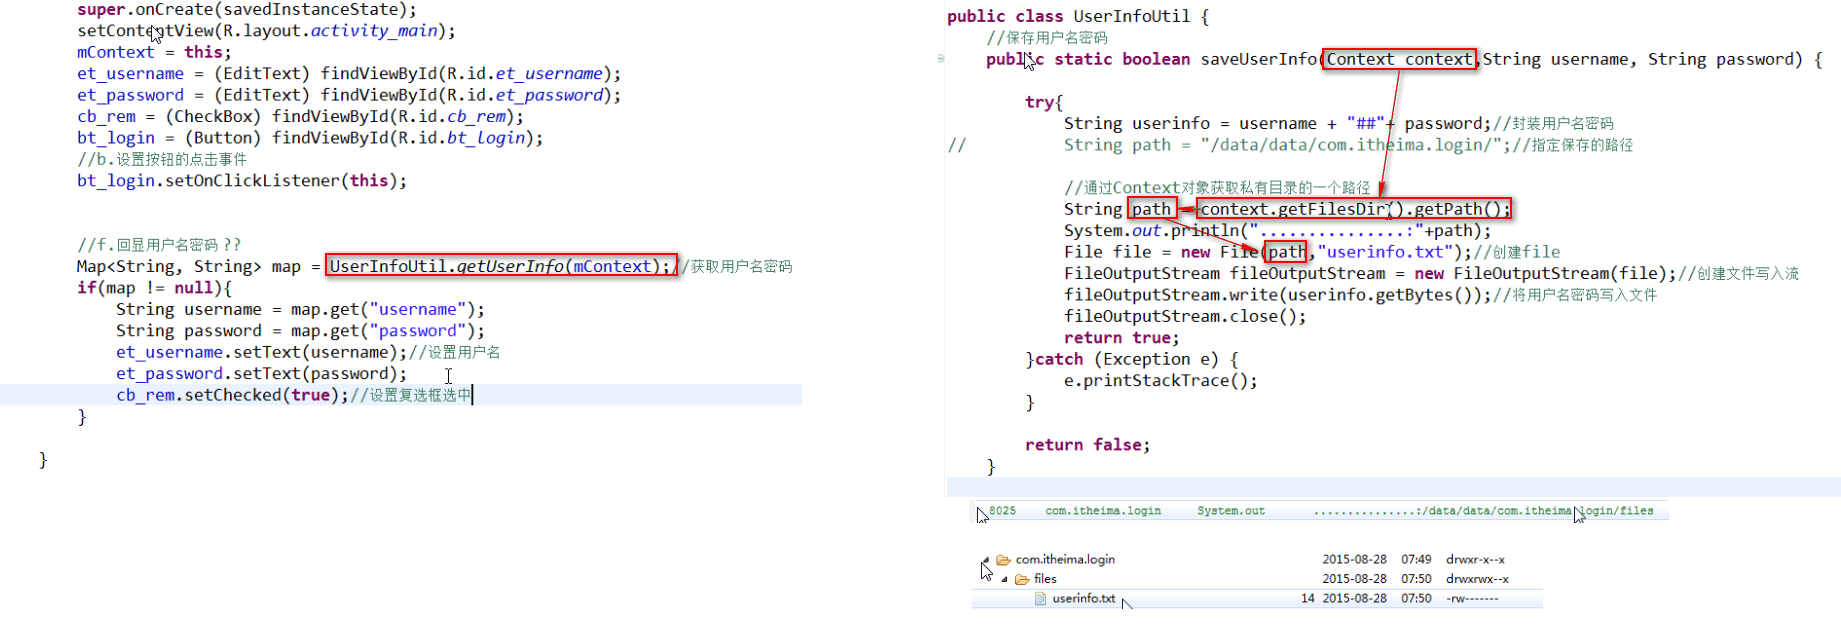 super.onCreate(savedInstanceState);
setContentView(R.layout.activity_main);
mContext = this;
et_username = (EditText) findViewById(R.id.et_username);
et_password = (EditText) findViewById(R.id.et_password);
cb_rem = (CheckBox) findViewById(R.id.cb_rem);
bt_login = (Button) findViewById(R.id.bt_login);
//b.设置按钮的点击事件
bt_login.setOnClickListener(this);
//f.回显用户名密码 ??
Map<String, String> map = UserInfoUtil.getUserInfo(mContext);//获取用户名密码
if(map != null){
String username = map.get("username");
String password = map.get("password");
et_username.setText(username);//设置用户名
et_password.setText(password);
cb_rem.setChecked(true);//设置复选框选中
}
}
public class UserInfoUtil {
//保存用户名密码
public static boolean saveUserInfo(Context context,String username, String password) {
try{
String userinfo = username + "##"+ password;//封装用户名密码
// String path = "/data/data/com.itheima.login/";//指定保存的路径
//通过Context对象获取私有目录的一个路径
String path = context.getFilesDir().getPath();
System.out.println("...............:"+path);
File file = new File(path,"userinfo.txt");//创建file
FileOutputStream fileOutputStream = new FileOutputStream(file);//创建文件写入流
fileOutputStream.write(userinfo.getBytes());//将用户名密码写入文件
fileOutputStream.close();
return true;
}catch (Exception e) {
e.printStackTrace();
}
return false;
}
8025 com.itheima.login System.out ...............:/data/data/com.itheima.login/files
com.itheima.login 2015-08-28 07:49 drwxr-x--x
files 2015-08-28 07:50 drwxrwx--x
userinfo.txt 14 2015-08-28 07:50 -rw-------